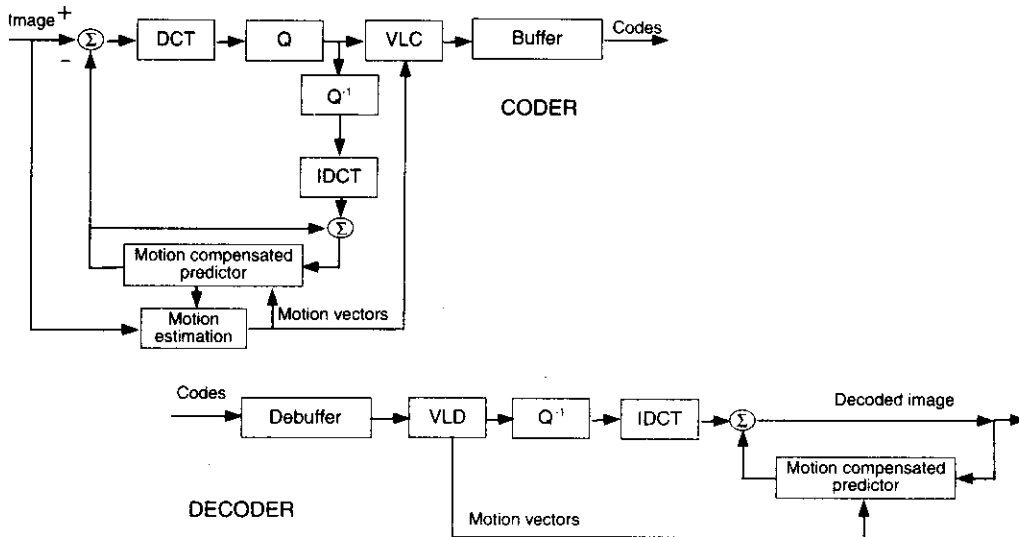 Image +
Σ
DCT
Q
VLC
Buffer
Codes
−
Q⁻¹
CODER
IDCT
Σ
Motion compensated
predictor
Motion
estimation
Motion vectors
Codes
Debuffer
VLD
Q⁻¹
IDCT
Σ
Decoded image
Motion compensated
predictor
DECODER
Motion vectors